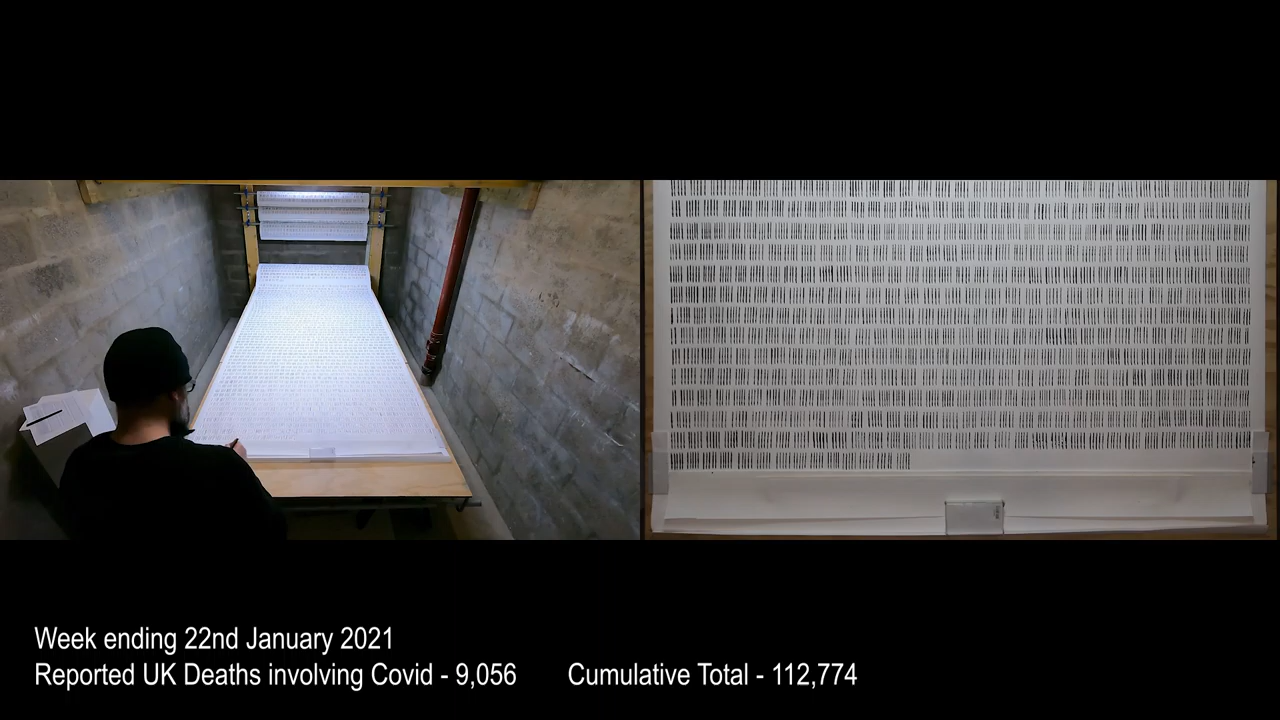 Week ending 22nd January 2021
Reported UK Deaths involving Covid - 9,056 Cumulative Total - 112,774